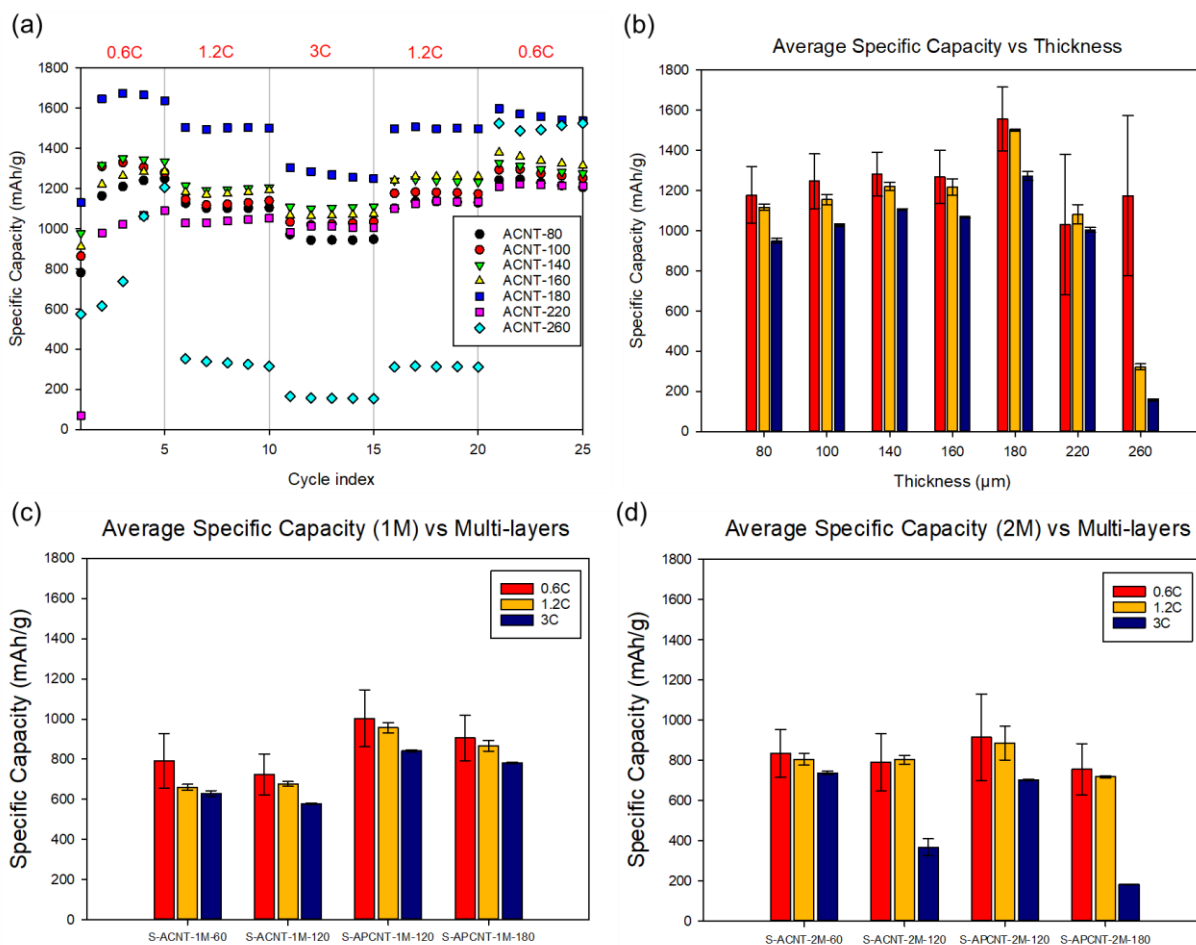 (a)
0.6C 1.2C 3C 1.2C 0.6C
1800
1600
1400
1200
1000
800
600
400
200
0
Specific Capacity (mAh/g)
5 10 15 20 25
Cycle index
ACNT-80
ACNT-100
ACNT-140
ACNT-160
ACNT-180
ACNT-220
ACNT-260
(b)
Average Specific Capacity vs Thickness
1800
1600
1400
1200
1000
800
600
400
200
0
Specific Capacity (mAh/g)
80 100 140 160 180 220 260
Thickness (µm)
(c)
Average Specific Capacity (1M) vs Multi-layers
1800
1600
1400
1200
1000
800
600
400
200
0
Specific Capacity (mAh/g)
0.6C
1.2C
3C
S-ACNT-1M-60 S-ACNT-1M-120 S-APCNT-1M-120 S-APCNT-1M-180
(d)
Average Specific Capacity (2M) vs Multi-layers
1800
1600
1400
1200
1000
800
600
400
200
0
Specific Capacity (mAh/g)
0.6C
1.2C
3C
S-ACNT-2M-60 S-ACNT-2M-120 S-APCNT-2M-120 S-APCNT-2M-180